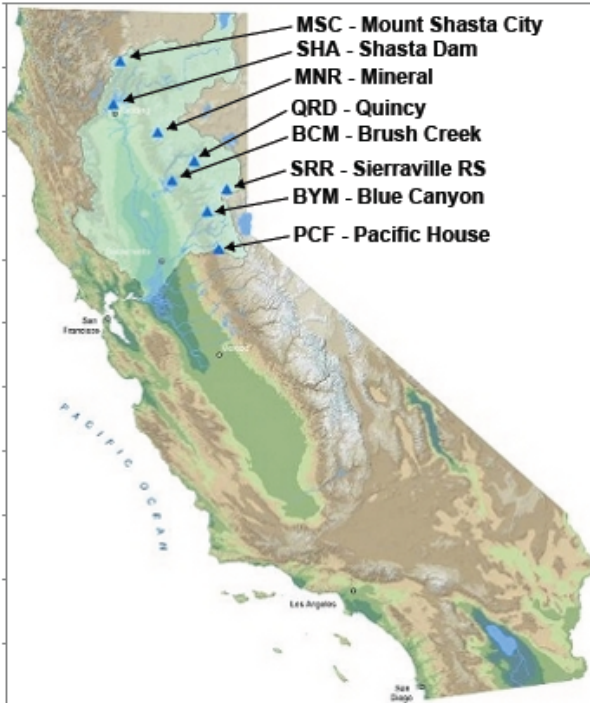 MSC - Mount Shasta City
SHA - Shasta Dam
MNR - Mineral
QRD - Quincy
BCM - Brush Creek
SRR - Sierraville RS
BYM - Blue Canyon
PCF - Pacific House
San
Francisco
PACIFIC OCEAN
Los Angeles
San
Diego